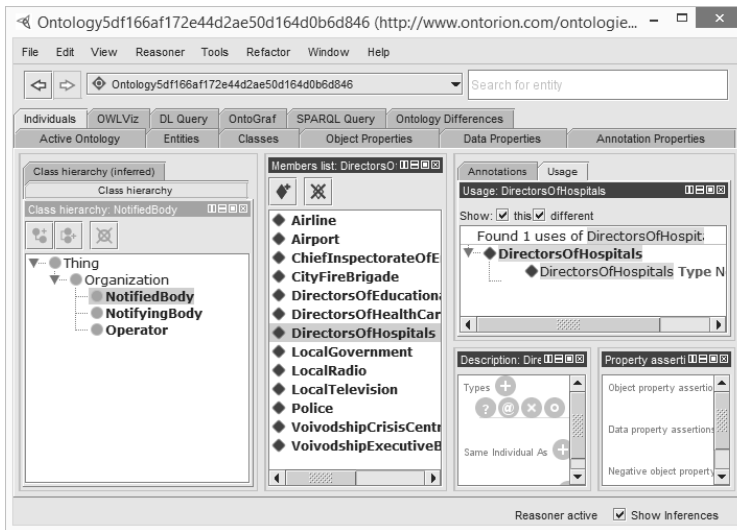 Ontology5df166af172e44d2ae50d164d0b6d846 (http://www.ontorion.com/ontologie...
File Edit View Reasoner Tools Refactor Window Help
Ontology5df166af172e44d2ae50d164d0b6d846 Search for entity
Individuals OWLViz DL Query OntoGraf SPARQL Query Ontology Differences
Active Ontology Entities Classes Object Properties Data Properties Annotation Properties
Class hierarchy (inferred)
Class hierarchy
Class hierarchy: NotifiedBody
Thing
Organization
NotifiedBody
NotifyingBody
Operator
Members list: DirectorsO
Airline
Airport
ChiefInspectorateOfE
CityFireBrigade
DirectorsOfEducationa
DirectorsOfHealthCar
DirectorsOfHospitals
LocalGovernment
LocalRadio
LocalTelevision
Police
VoivodshipCrisisCentr
VoivodshipExecutiveB
Annotations Usage
Usage: DirectorsOfHospitals
Show: this different
Found 1 uses of DirectorsOfHospit
DirectorsOfHospitals
DirectorsOfHospitals Type N
Description: Dire
Types
Same Individual As
Property asserti
Object property assertio
Data property assertions
Negative object property
Reasoner active Show Inferences